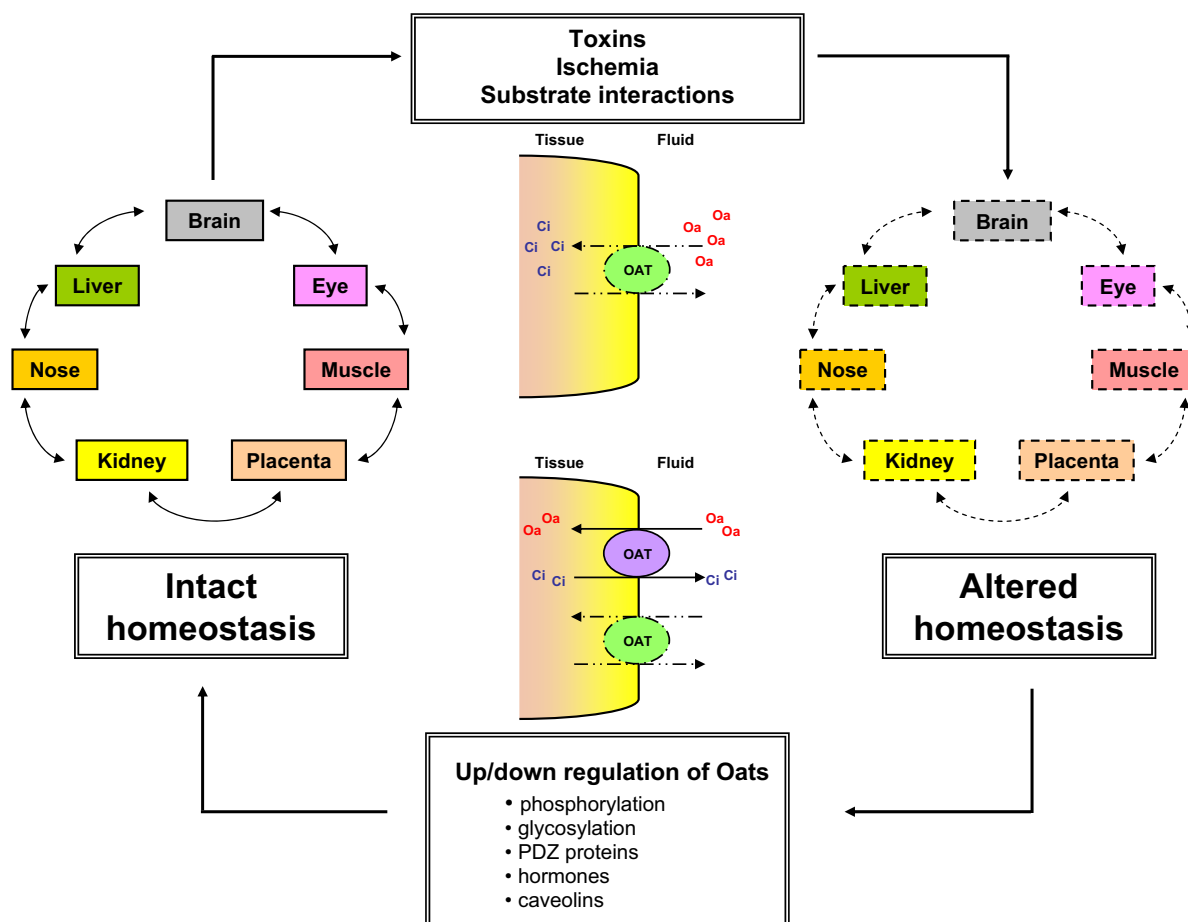 Toxins
Ischemia
Substrate interactions
Tissue Fluid
Brain
Liver
Eye
Nose
Muscle
Kidney
Placenta
Ci
Ci Ci
Ci
OAT
Oa
Oa
Oa
Oa
Brain
Liver
Eye
Nose
Muscle
Kidney
Placenta
Tissue Fluid
Oa
Oa
Oa
Oa
OAT
Ci Ci
Ci Ci
OAT
Intact
homeostasis
Altered
homeostasis
Up/down regulation of Oats
• phosphorylation
• glycosylation
• PDZ proteins
• hormones
• caveolins